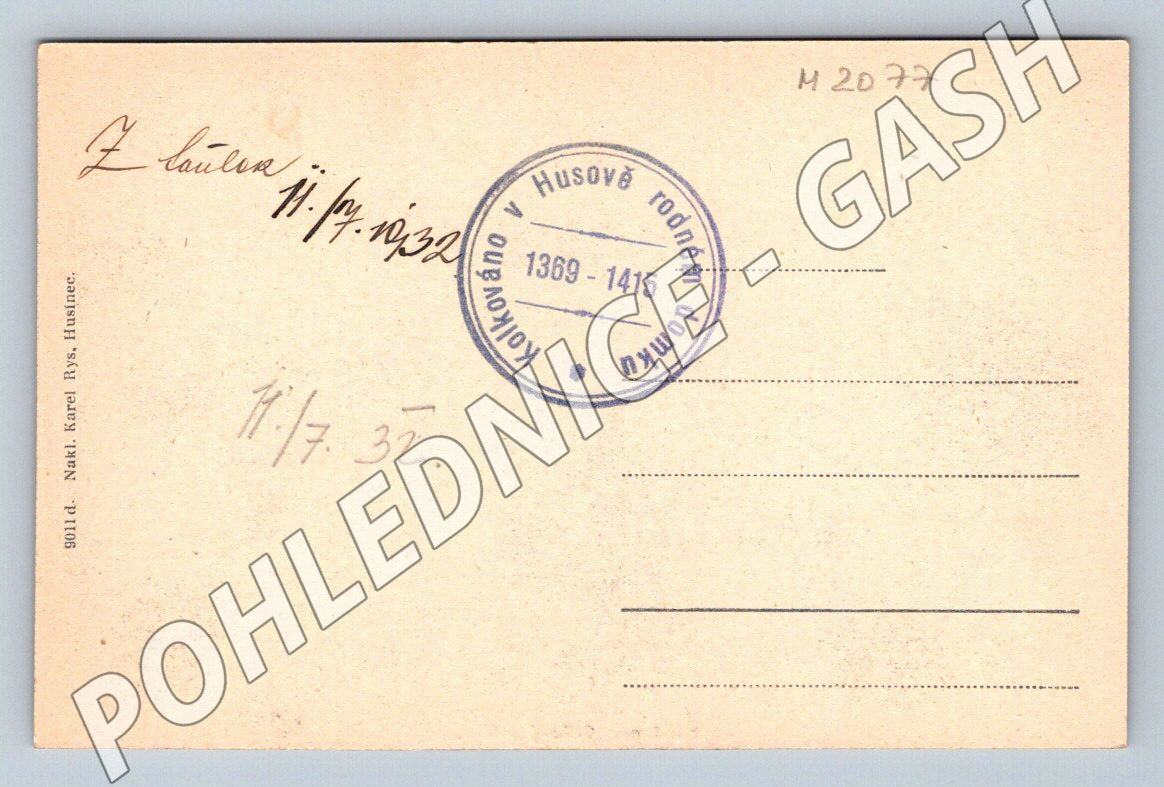 M 2077
Z toulek
11./7. 1932
Kolkováno v Husově rodném domku
1369 - 1415
11./7. 32.
9011 d. Nakl. Karel Rys, Husinec.
POHLEDNICE - GASH